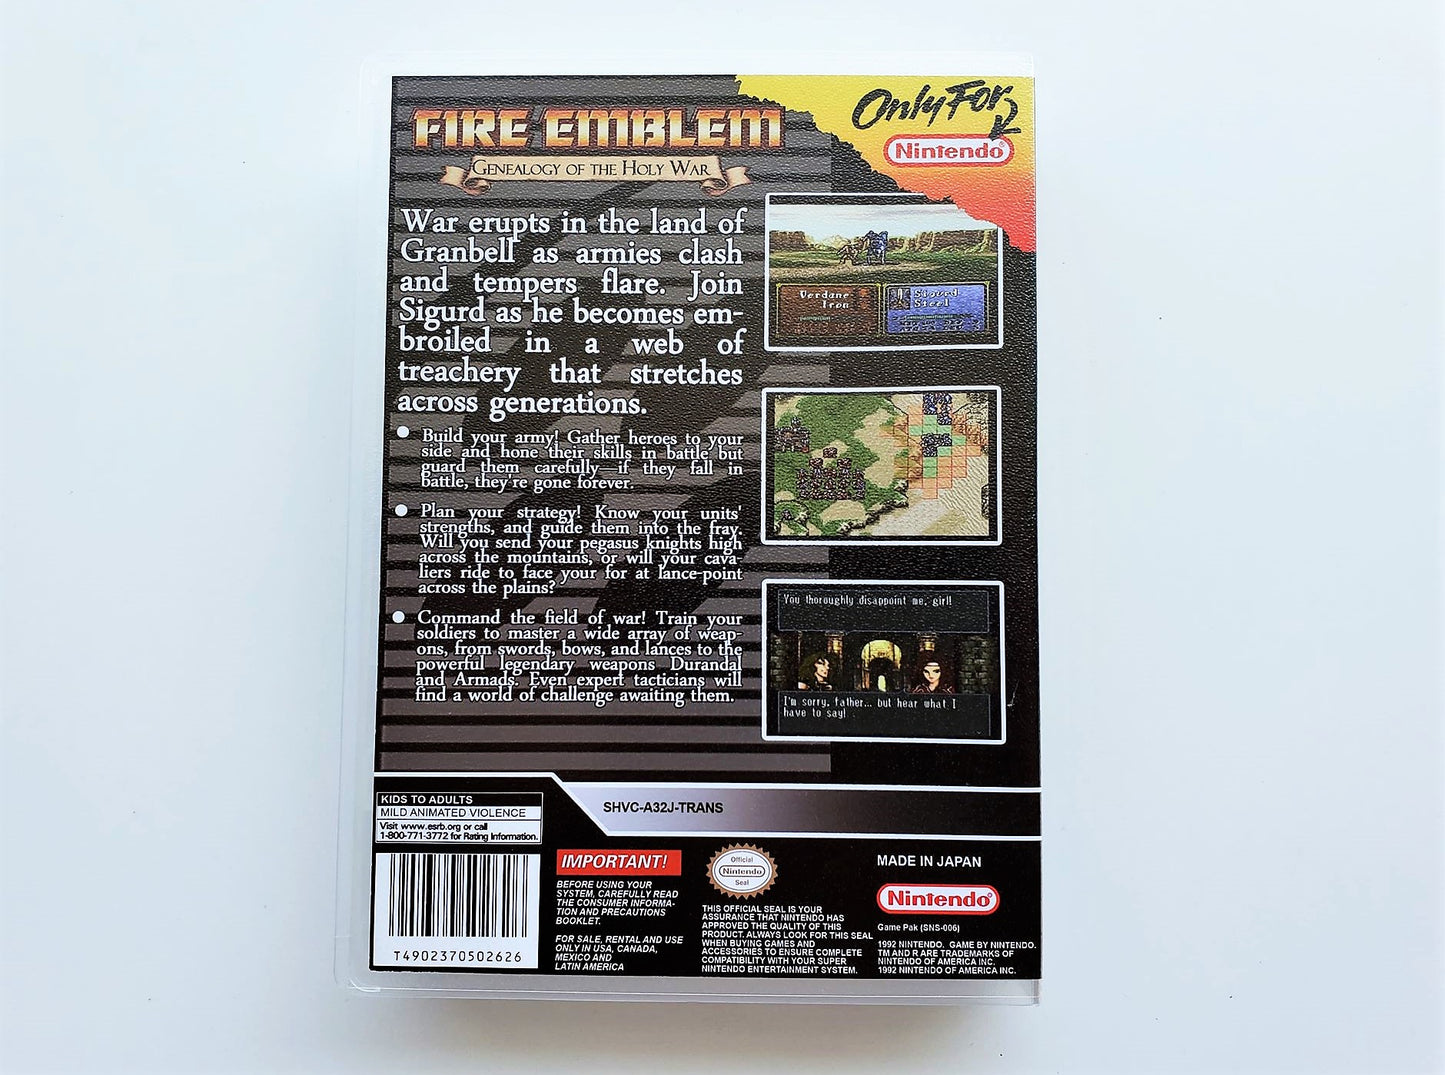 FIRE EMBLEM
GENEALOGY OF THE HOLY WAR
Only For
Nintendo®
War erupts in the land of
Granbell as armies clash
and tempers flare. Join
Sigurd as he becomes em-
broiled in a web of
treachery that stretches
across generations.
• Build your army! Gather heroes to your
side and hone their skills in battle but
guard them carefully—if they fall in
battle, they're gone forever.
• Plan your strategy! Know your units'
strengths, and guide them into the fray.
Will you send your pegasus knights high
across the mountains, or will your cava-
liers ride to face your for at lance-point
across the plains?
• Command the field of war! Train your
soldiers to master a wide array of weap-
ons, from swords, bows, and lances to the
powerful legendary weapons Durandal
and Armads. Even expert tacticians will
find a world of challenge awaiting them.
Verdane
Iron
Sigurd
Steel
You thoroughly disappoint me, girl!
I'm sorry, father... but hear what I
have to say!
KIDS TO ADULTS
MILD ANIMATED VIOLENCE
Visit www.esrb.org or call
1-800-771-3772 for Rating Information.
SHVC-A32J-TRANS
T4902370502626
IMPORTANT!
BEFORE USING YOUR
SYSTEM, CAREFULLY READ
THE CONSUMER INFORMA-
TION AND PRECAUTIONS
BOOKLET.
FOR SALE, RENTAL AND USE
ONLY IN USA, CANADA,
MEXICO AND
LATIN AMERICA
Official
Nintendo
Seal
THIS OFFICIAL SEAL IS YOUR
ASSURANCE THAT NINTENDO HAS
APPROVED THE QUALITY OF THIS
PRODUCT. ALWAYS LOOK FOR THIS SEAL
WHEN BUYING GAMES AND
ACCESSORIES TO ENSURE COMPLETE
COMPATIBILITY WITH YOUR SUPER
NINTENDO ENTERTAINMENT SYSTEM.
MADE IN JAPAN
Nintendo®
Game Pak (SNS-006)
1992 NINTENDO. GAME BY NINTENDO.
TM AND R ARE TRADEMARKS OF
NINTENDO OF AMERICA INC.
1992 NINTENDO OF AMERICA INC.